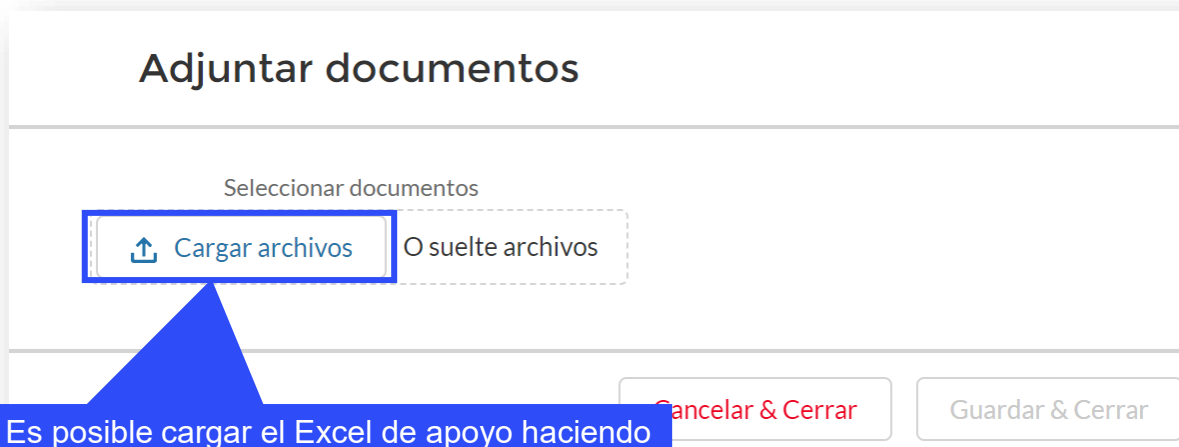 Adjuntar documentos
Seleccionar documentos
Cargar archivos
O suelte archivos
Cancelar & Cerrar
Guardar & Cerrar
Es posible cargar el Excel de apoyo haciendo